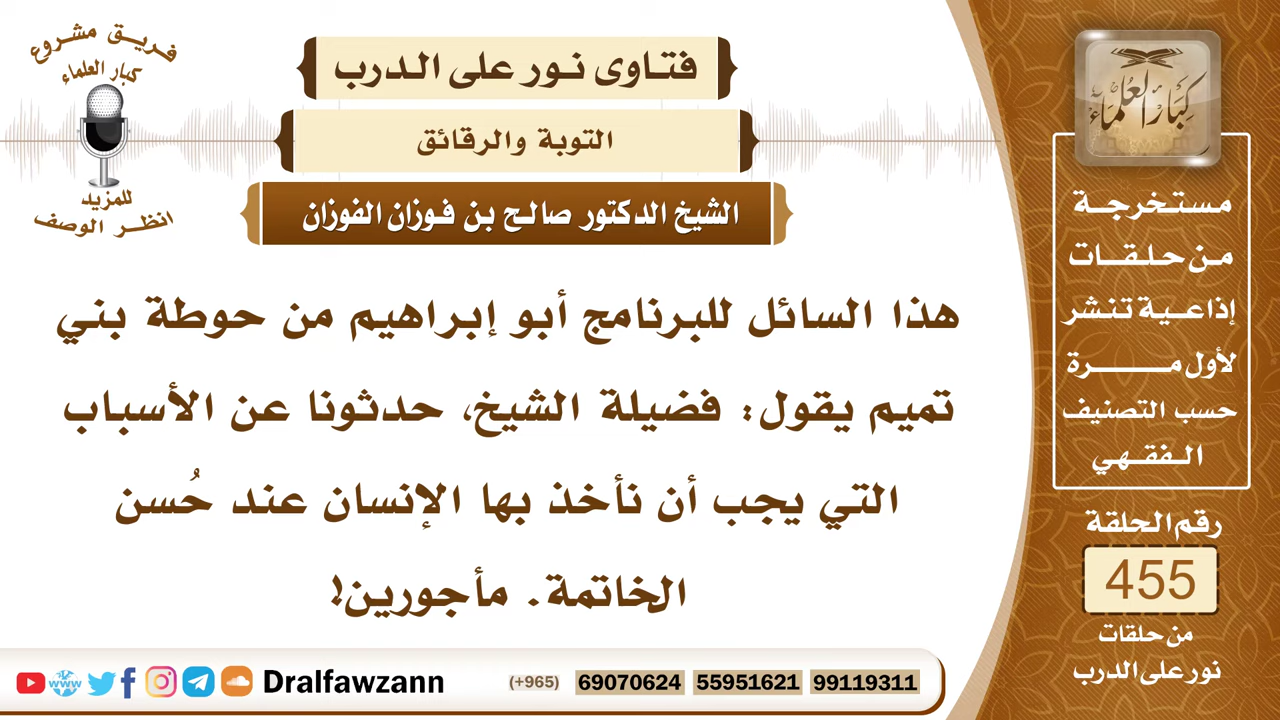 فريق مشروع
كبار العلماء
للمزيد
انظر الوصف
فتاوى نور على الدرب
التوبة والرقائق
الشيخ الدكتور صالح بن فوزان الفوزان
هذا السائل للبرنامج أبو إبراهيم من حوطة بني
تميم يقول: فضيلة الشيخ، حدثونا عن الأسباب
التي يجب أن نأخذ بها الإنسان عند حُسن
الخاتمة. مأجورين!
كبار العلماء
مستخرجة
من حلقات
إذاعية تنشر
لأول مرة
حسب التصنيف
الفقهي
رقم الحلقة
455
من حلقات
نور على الدرب
www Dralfawzann (+965) 69070624 55951621 99119311